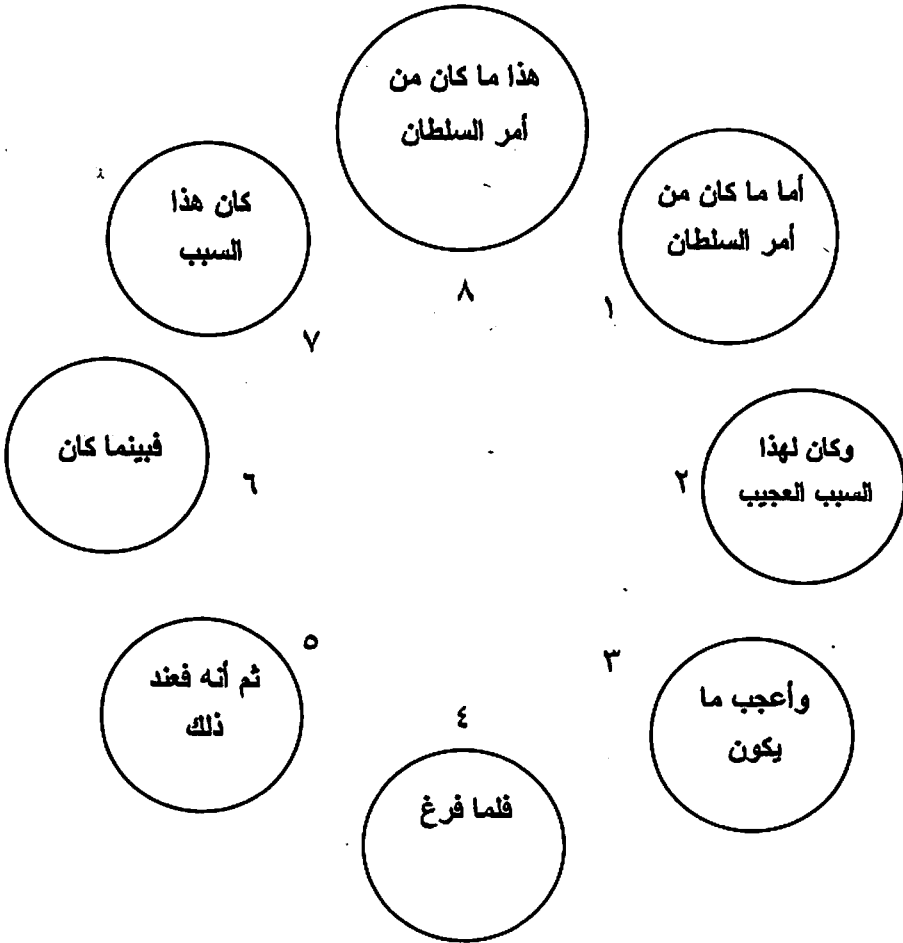 هذا ما كان من
أمر السلطان
٨
أما ما كان من
أمر السلطان
١
وكان لهذا
السبب العجيب
٢
وأعجب ما
يكون
٣
فلما فرغ
٤
ثم أنه فعند
ذلك
٥
فبينما كان
٦
كان هذا
السبب
٧